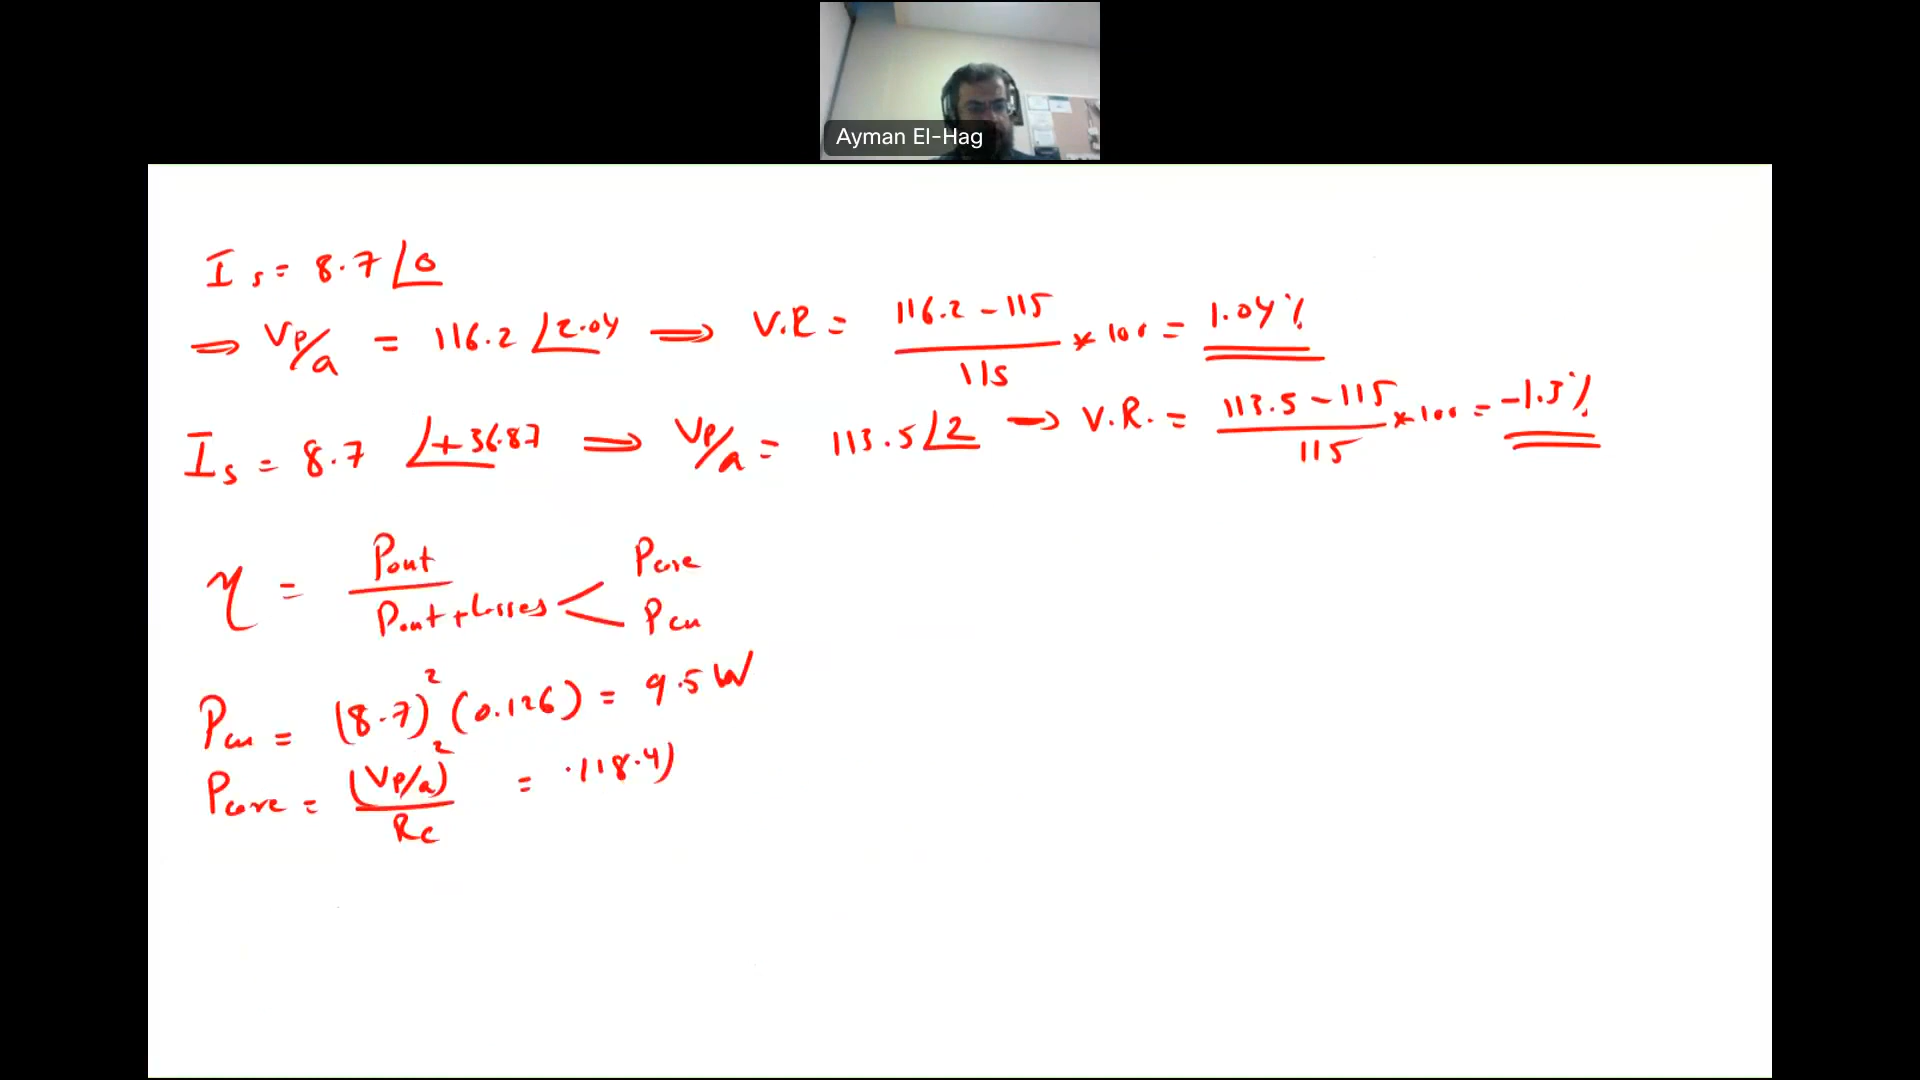 Ayman El-Hag
I s = 8.7 ∠0
⇒ Vp/a = 116.2 ∠2.04 ⇒ V.R = (116.2 - 115)/115 * 100 = 1.04 %
Is = 8.7 ∠+36.87 ⇒ Vp/a = 113.5 ∠2 → V.R. = (113.5 - 115)/115 * 100 = -1.3 %
η = Pout/(Pout + Losses) < Pcore
Pcu
Pcu = (8.7)² (0.126) = 9.5 W
Pcore = (Vp/a)²/Rc = 118.4)